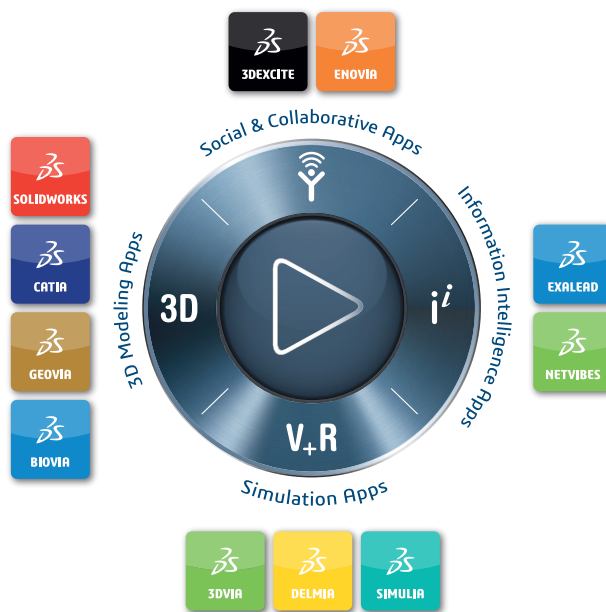 3DEXCITE
ENOVIA
Social & Collaborative Apps
SOLIDWORKS
CATIA
GEOVIA
BIOVIA
3D Modeling Apps
3D
i i
V+R
Information Intelligence Apps
EXALEAD
NETVIBES
Simulation Apps
3DVIA
DELMIA
SIMULIA